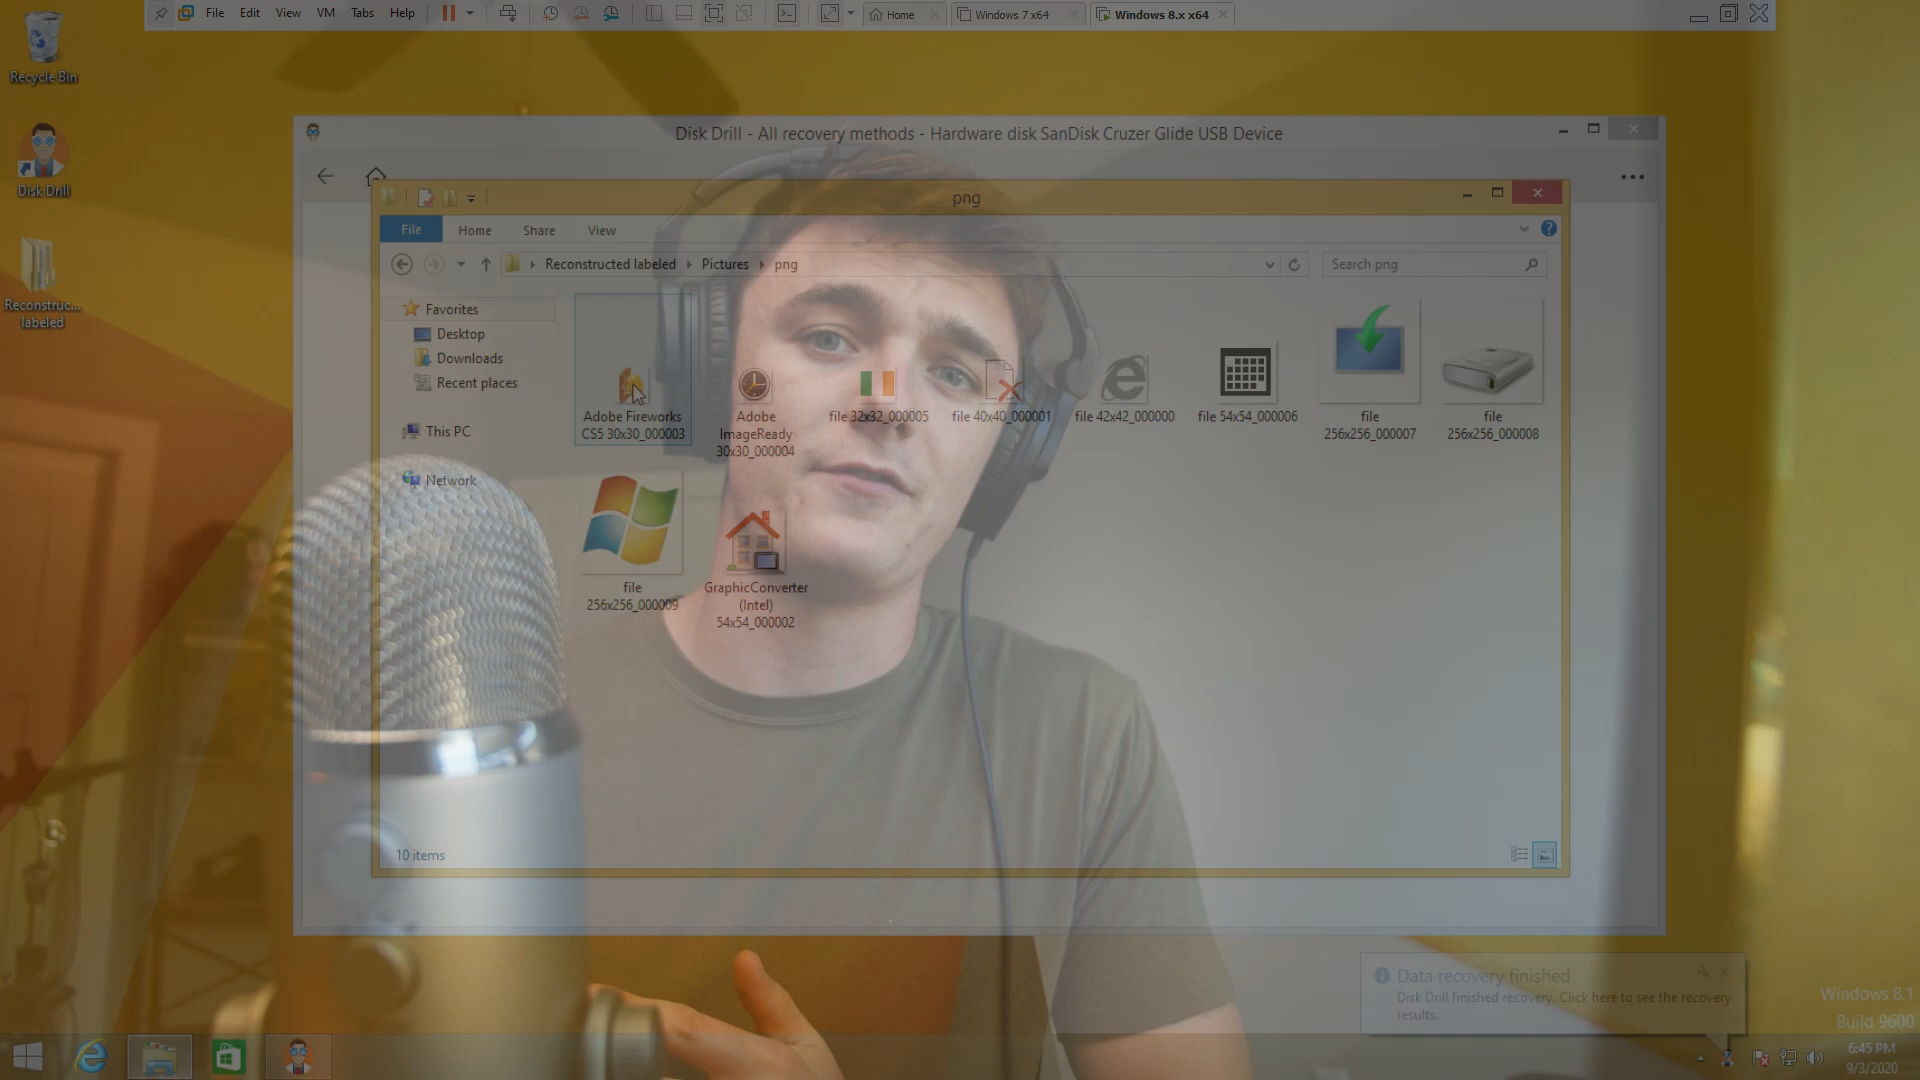 File Edit View VM Tabs Help
Home
Windows 7 x64
Windows 8.x x64
Recycle Bin
Disk Drill
Reconstruc...
labeled
Disk Drill - All recovery methods - Hardware disk SanDisk Cruzer Glide USB Device
png
File Home Share View
Reconstructed labeled Pictures png
Search png
Favorites
Desktop
Downloads
Recent places
This PC
Network
Adobe Fireworks
CS5 30x30_000003
Adobe
ImageReady
30x30_000004
file 32x32_000005
file 40x40_000001
file 42x42_000000
file 54x54_000006
file
256x256_000007
file
256x256_000008
file
256x256_000009
GraphicConverter
(Intel)
54x54_000002
10 items
Data recovery finished
Disk Drill finished recovery. Click here to see the recovery
results.
Windows 8.1
Build 9600
6:45 PM
9/3/2020